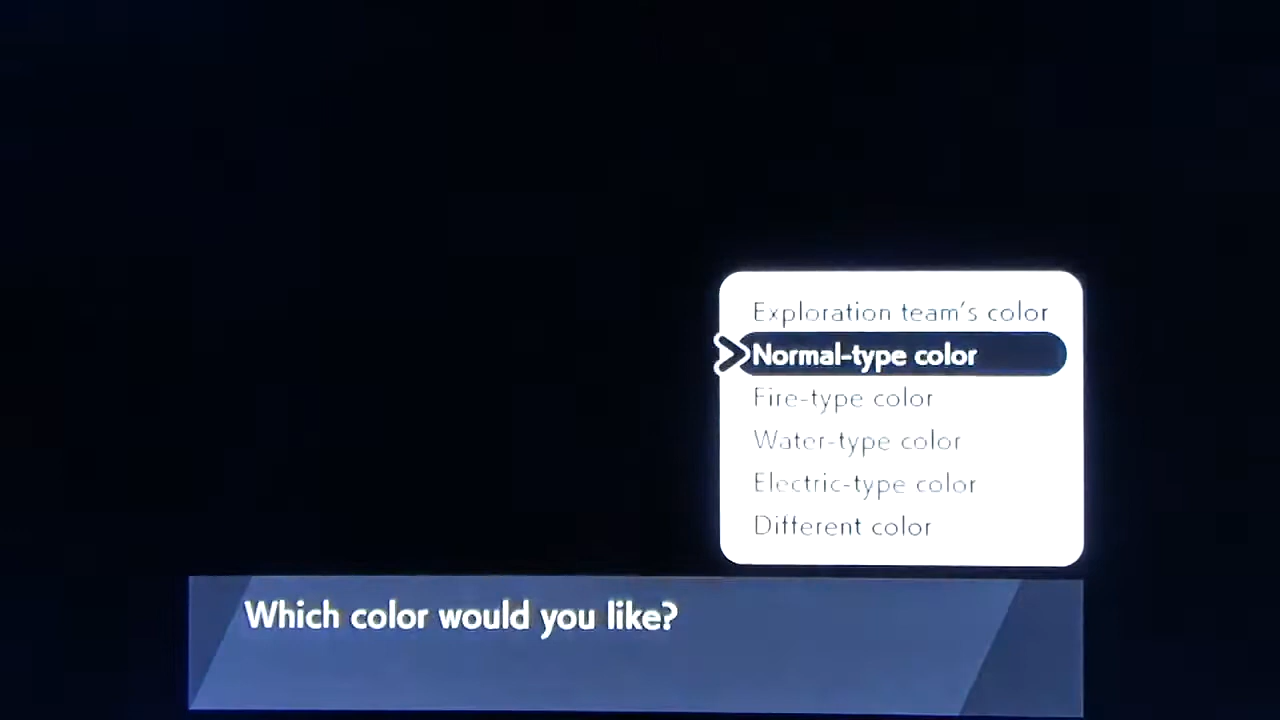 Exploration team's color
Normal-type color
Fire-type color
Water-type color
Electric-type color
Different color
Which color would you like?